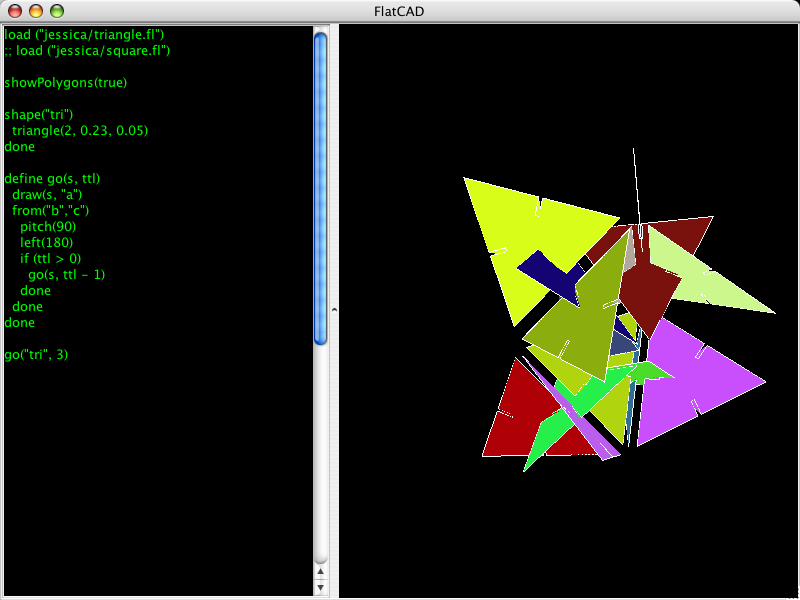 FlatCAD
load ("jessica/triangle.fl")
;; load ("jessica/square.fl")
showPolygons(true)
shape("tri")
triangle(2, 0.23, 0.05)
done
define go(s, ttl)
draw(s, "a")
from("b","c")
pitch(90)
left(180)
if (ttl > 0)
go(s, ttl - 1)
done
done
done
go("tri", 3)